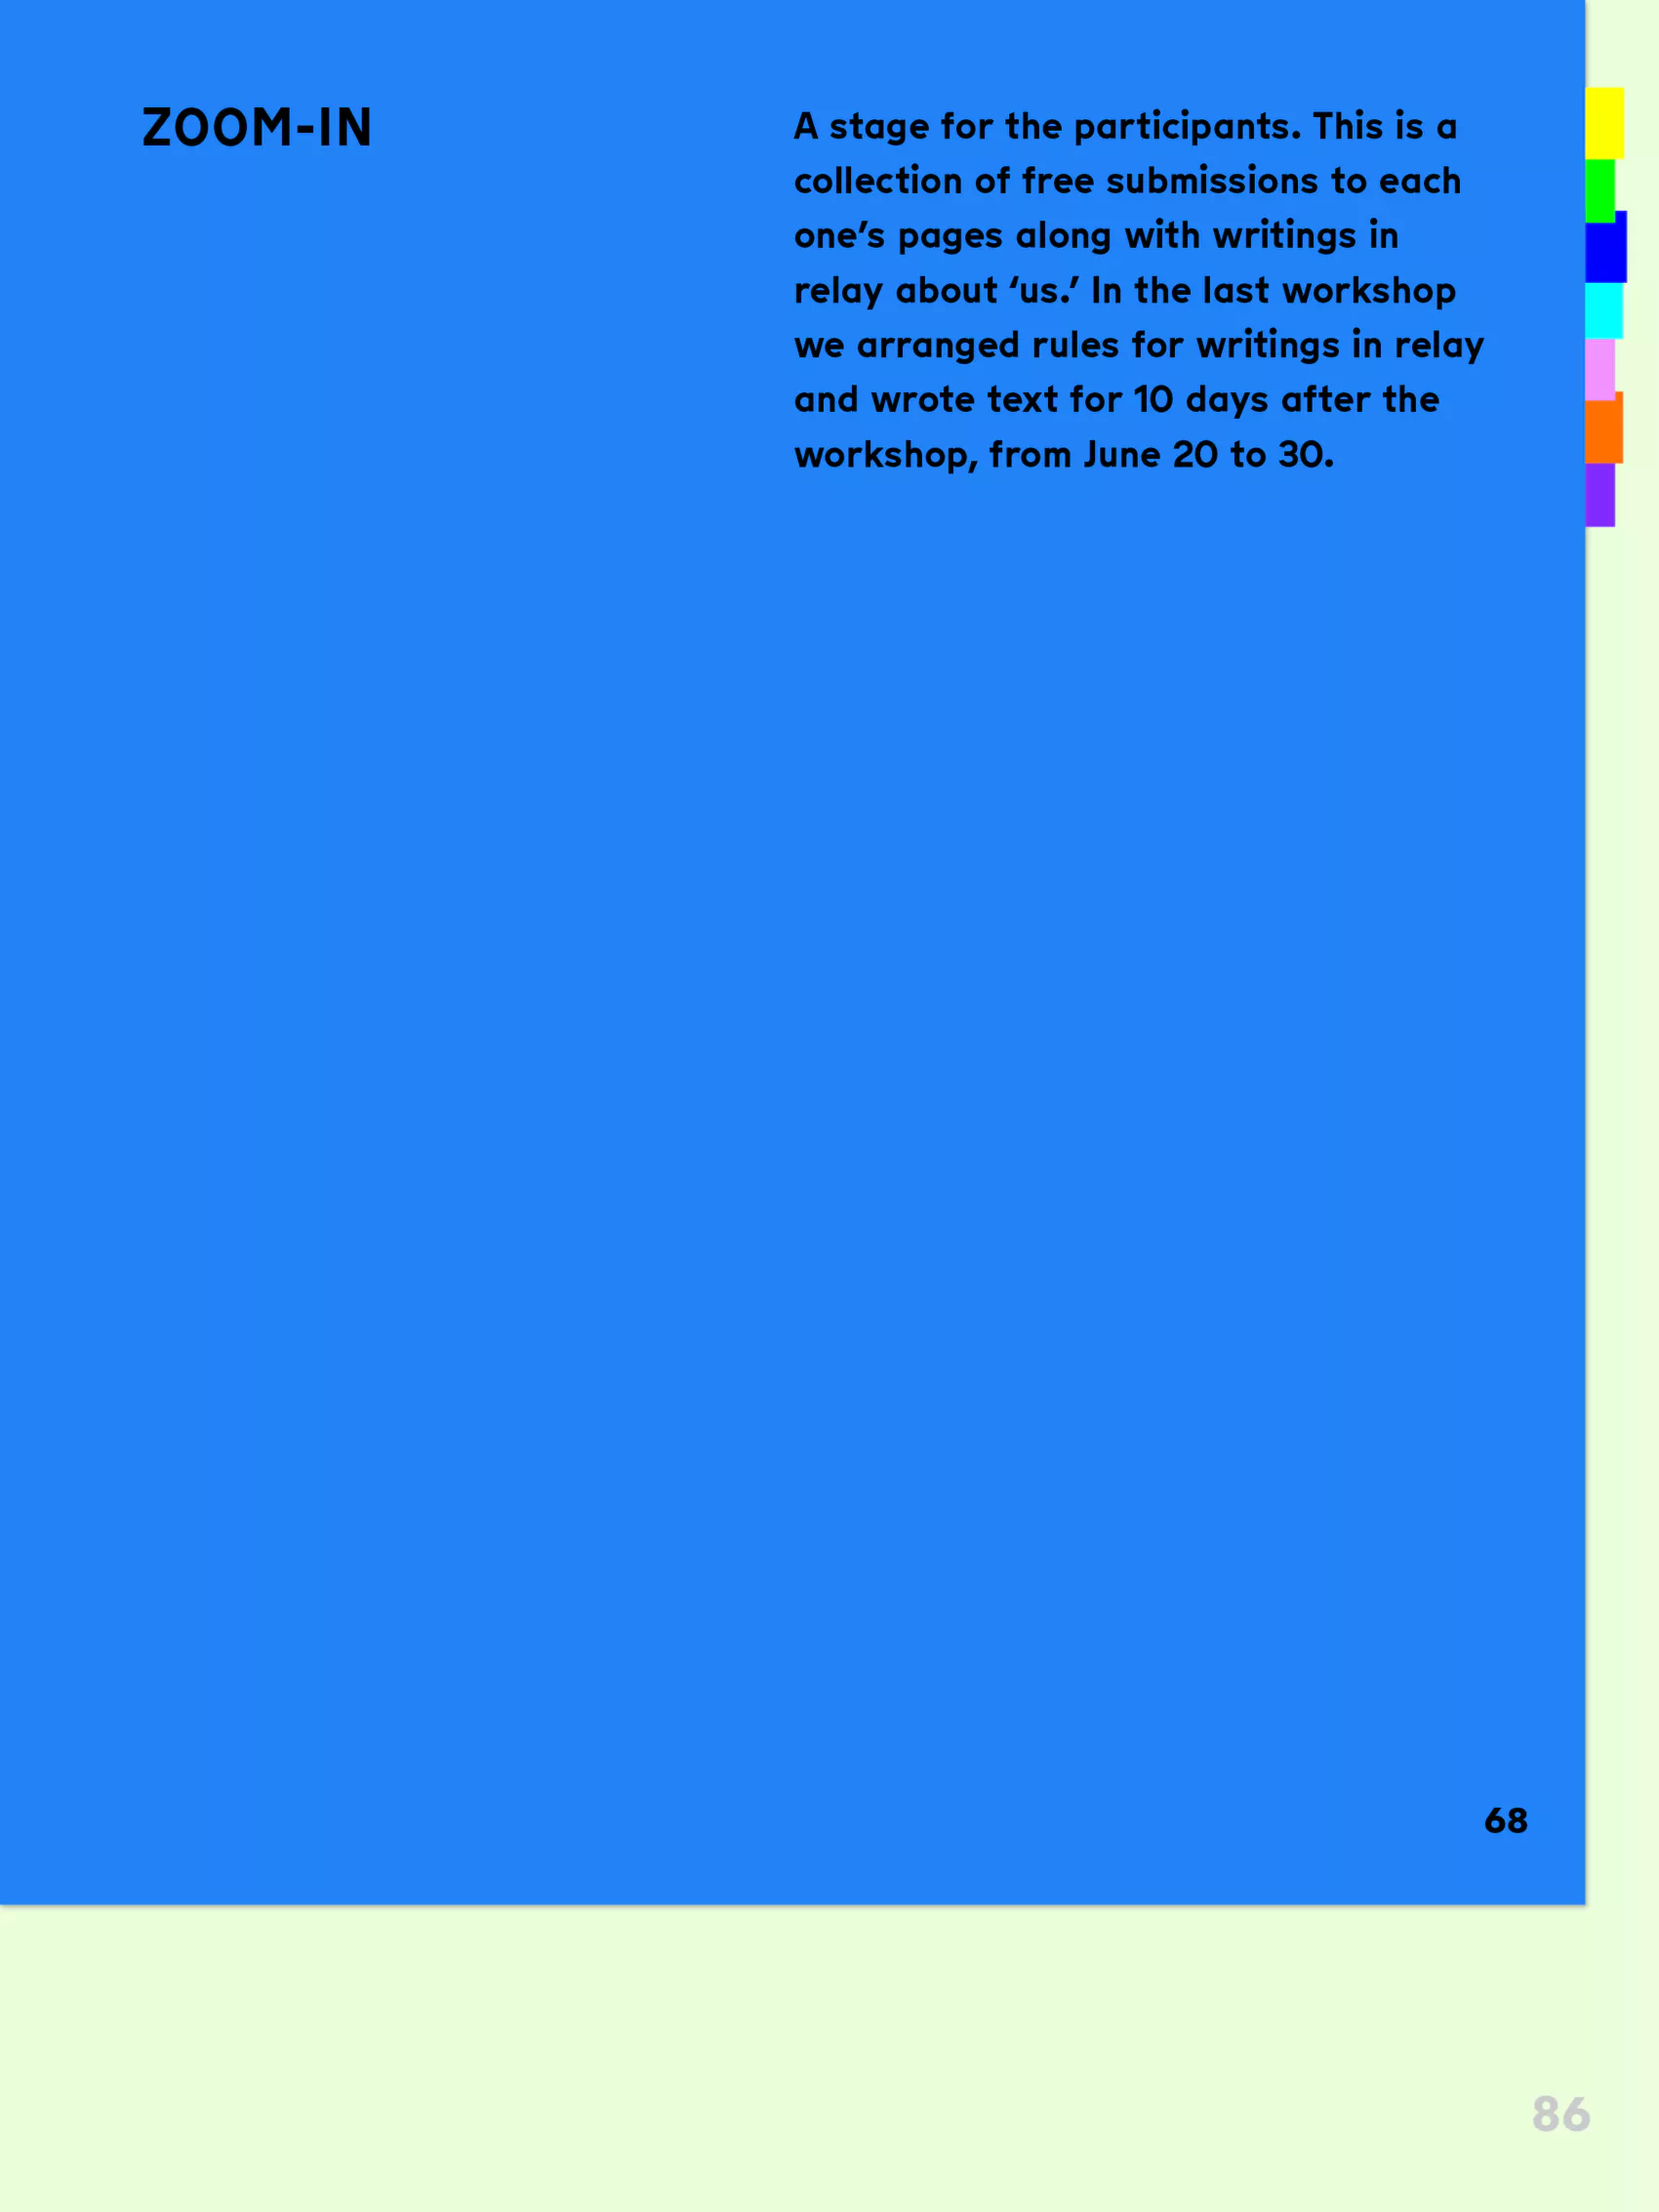 ZOOM-IN
A stage for the participants. This is a
collection of free submissions to each
one’s pages along with writings in
relay about ‘us.’ In the last workshop
we arranged rules for writings in relay
and wrote text for 10 days after the
workshop, from June 20 to 30.
68
86